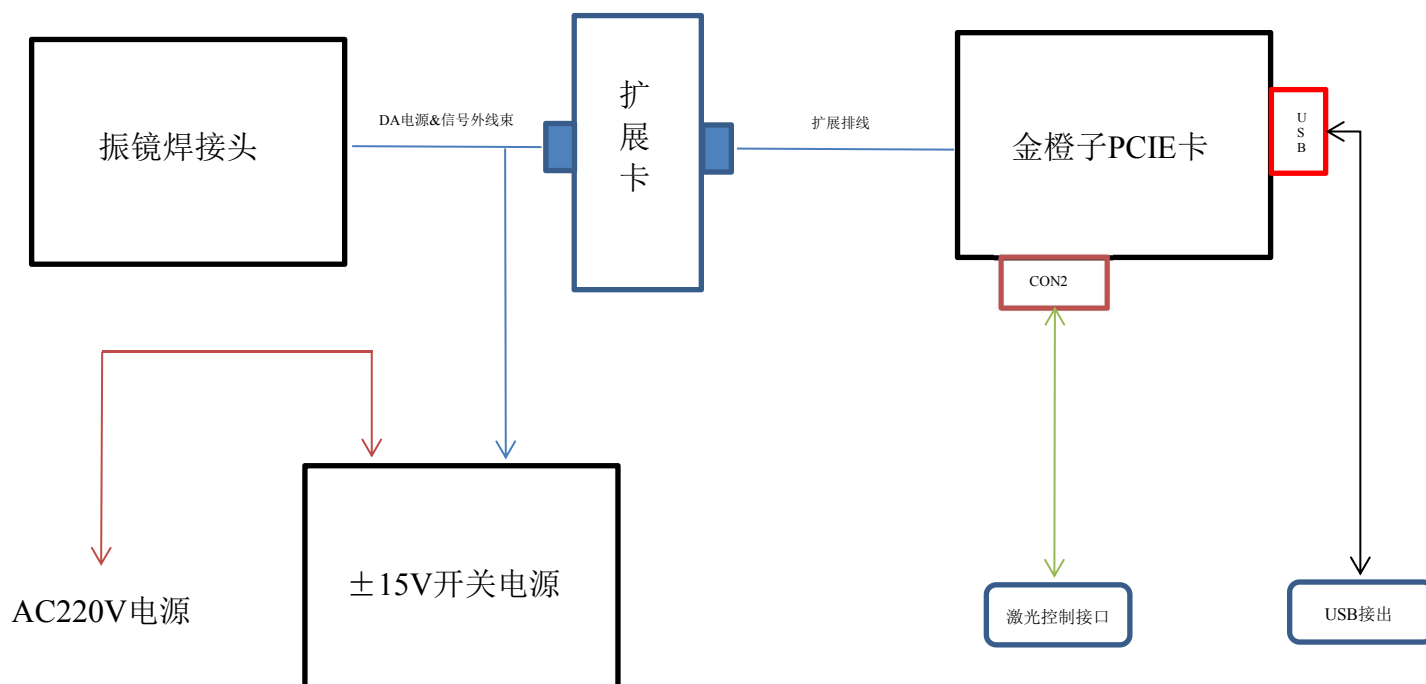 振镜焊接头
DA电源&信号外线束
扩展卡
扩展排线
金橙子PCIE卡
USB
CON2
±15V开关电源
AC220V电源
激光控制接口
USB接出